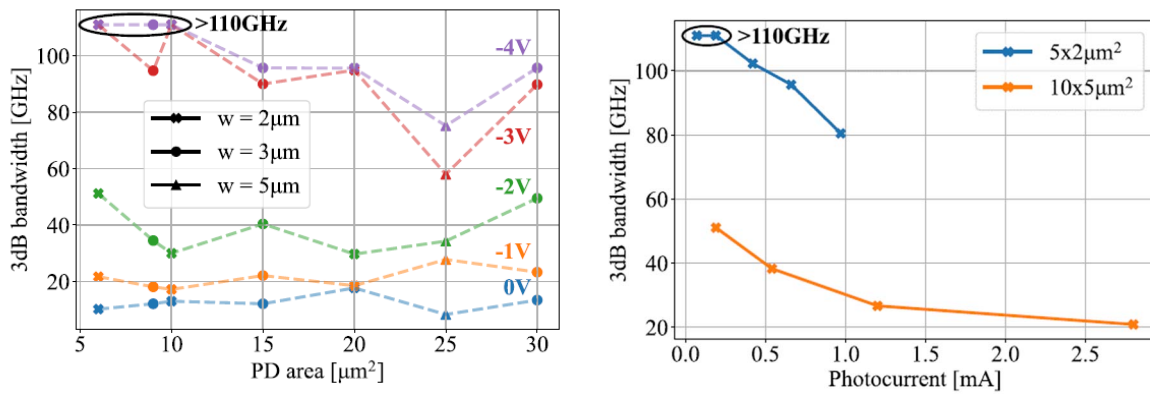 >110GHz
-4V
-3V
-2V
-1V
0V
w = 2μm
w = 3μm
w = 5μm
3dB bandwidth [GHz]
100
80
60
40
20
5
10
15
20
25
30
PD area [μm²]
>110GHz
5x2μm²
10x5μm²
3dB bandwidth [GHz]
100
80
60
40
20
0.0
0.5
1.0
1.5
2.0
2.5
Photocurrent [mA]